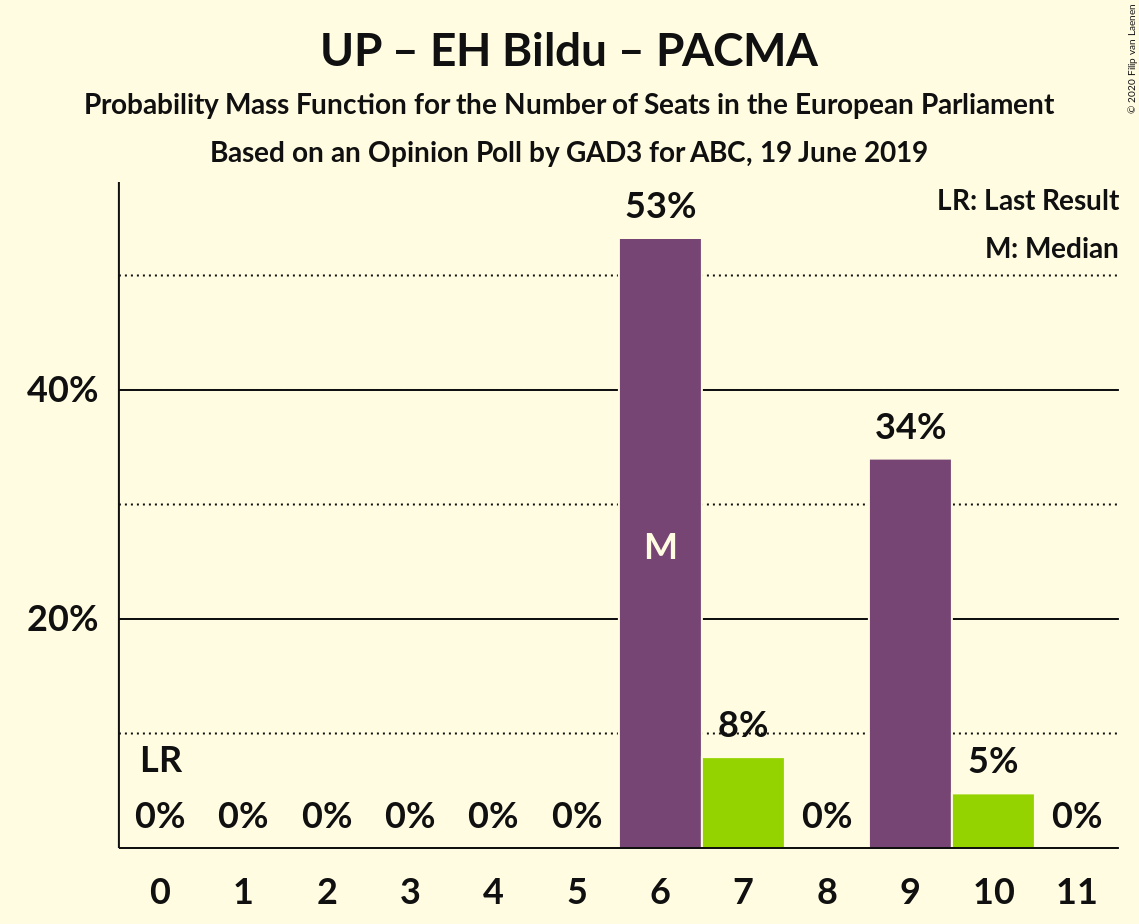 UP – EH Bildu – PACMA
Probability Mass Function for the Number of Seats in the European Parliament
Based on an Opinion Poll by GAD3 for ABC, 19 June 2019
© 2020 Filip van Laenen
LR: Last Result
M: Median
53%
40%
34%
M
20%
8%
LR
5%
0% 0% 0% 0% 0% 0% 0% 0%
0 1 2 3 4 5 6 7 8 9 10 11